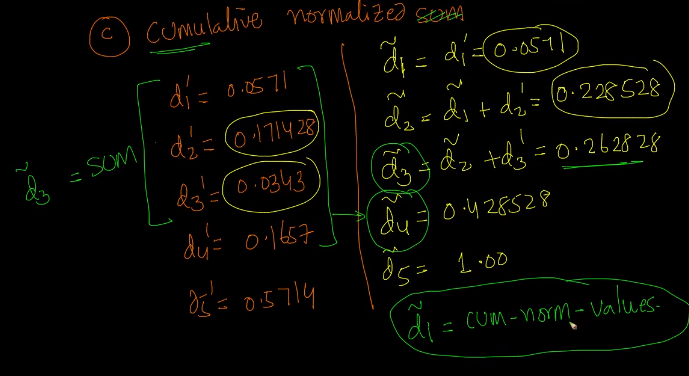 (c) cumulative normalized sum
d̃₃ = sum
d₁' = 0.0571
d₂' = 0.171428
d₃' = 0.0343
d₄' = 0.1657
d₅' = 0.5714
d̃₁ = d₁' = 0.0571
d̃₂ = d̃₁ + d₂' = 0.228528
d̃₃ = d̃₂ + d₃' = 0.262828
d̃₄ = 0.428528
d̃₅ = 1.00
d̃₁ = cum-norm-values.